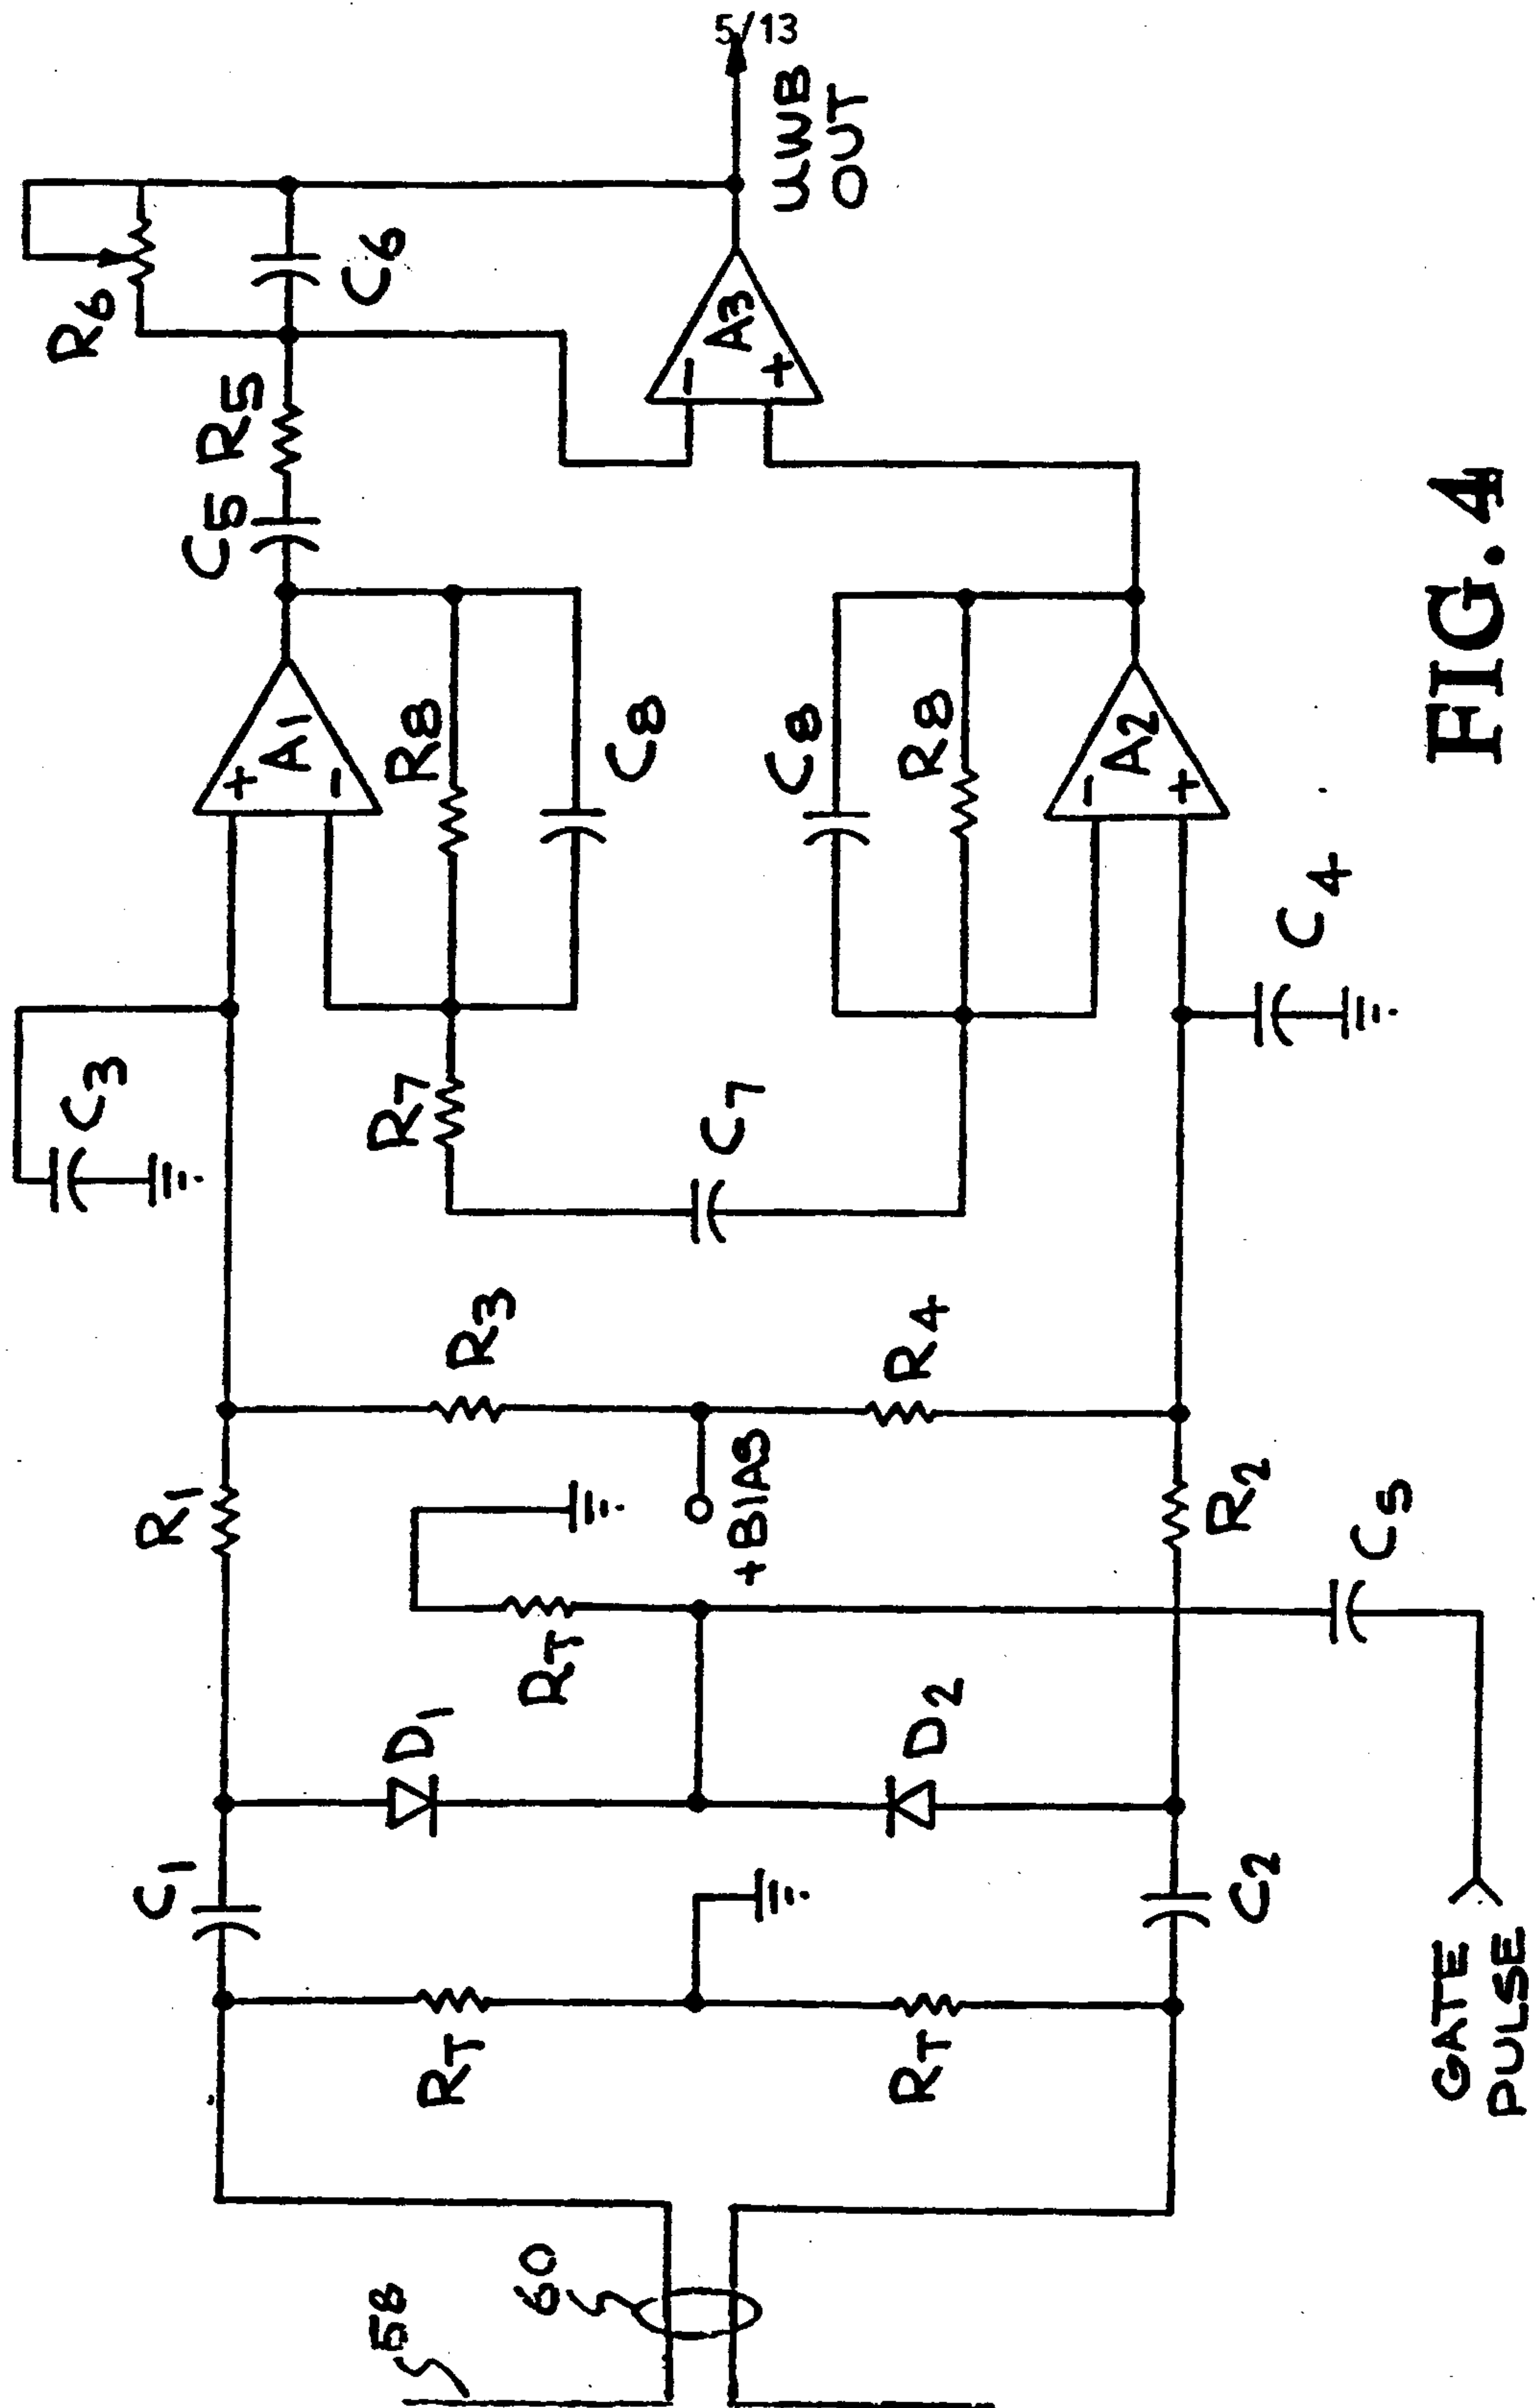 5/13
58
60
RT
RT
C1
C2
D1
D2
GATE
PULSE
RT
C5
R1
R2
+BIAS
R3
R4
C3
C4
R7
C7
+
A1
−
R8
C8
C8
R8
−
A2
+
C5
R5
R6
C6
−
A3
+
UWB
OUT
FIG. 4